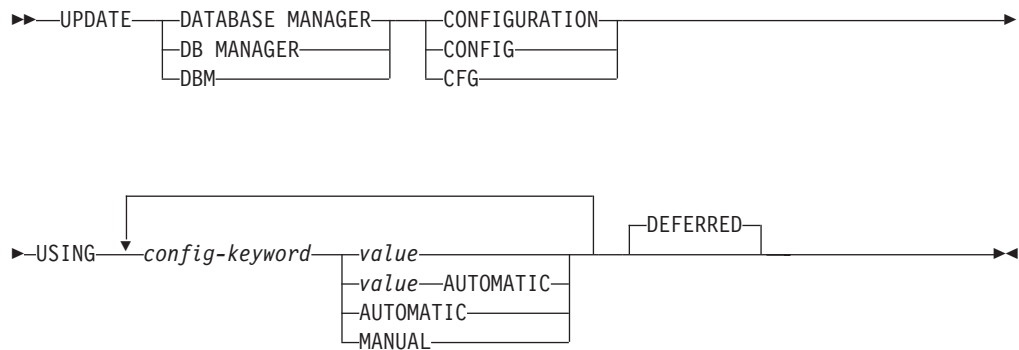 UPDATE DATABASE MANAGER CONFIGURATION
DB MANAGER CONFIG
DBM CFG
DEFERRED
USING config-keyword value
value AUTOMATIC
AUTOMATIC
MANUAL